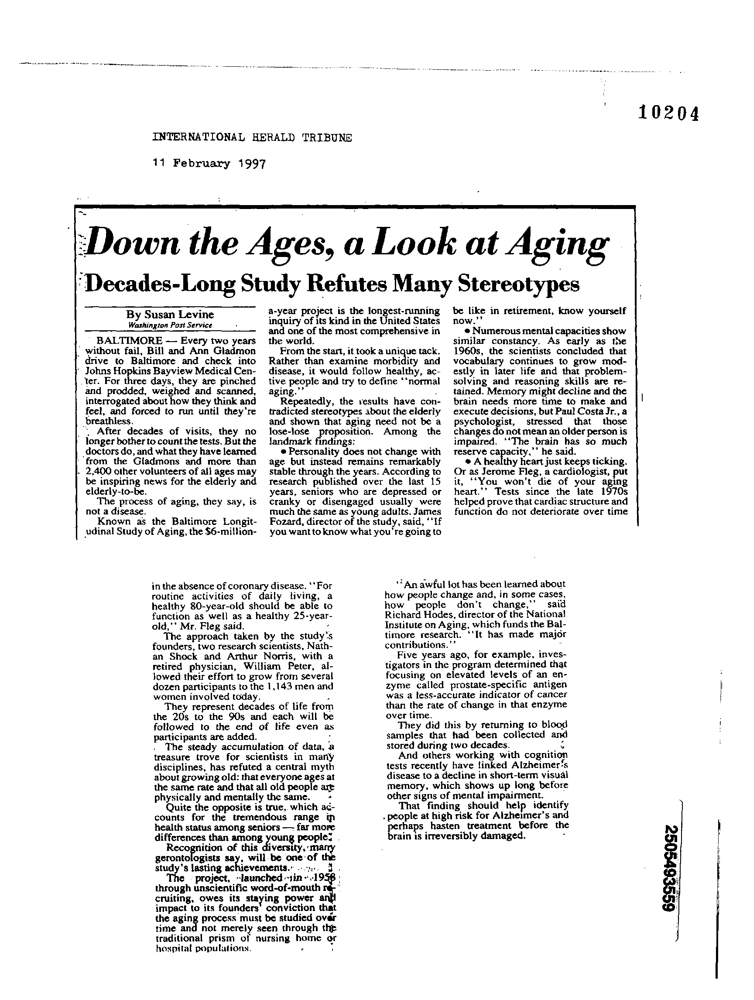 10204
INTERNATIONAL HERALD TRIBUNE
11 February 1997
Down the Ages, a Look at Aging
Decades-Long Study Refutes Many Stereotypes
By Susan Levine
Washington Post Service
BALTIMORE — Every two years
without fail, Bill and Ann Gladmon
drive to Baltimore and check into
Johns Hopkins Bayview Medical Cen-
ter. For three days, they are pinched
and prodded, weighed and scanned,
interrogated about how they think and
feel, and forced to run until they're
breathless.
After decades of visits, they no
longer bother to count the tests. But the
doctors do, and what they have learned
from the Gladmons and more than
2,400 other volunteers of all ages may
be inspiring news for the elderly and
elderly-to-be.
The process of aging, they say, is
not a disease.
Known as the Baltimore Longit-
udinal Study of Aging, the $6-million-
a-year project is the longest-running
inquiry of its kind in the United States
and one of the most comprehensive in
the world.
From the start, it took a unique tack.
Rather than examine morbidity and
disease, it would follow healthy, ac-
tive people and try to define "normal
aging."
Repeatedly, the results have con-
tradicted stereotypes about the elderly
and shown that aging need not be a
lose-lose proposition. Among the
landmark findings:
• Personality does not change with
age but instead remains remarkably
stable through the years. According to
research published over the last 15
years, seniors who are depressed or
cranky or disengaged usually were
much the same as young adults. James
Fozard, director of the study, said, "If
you want to know what you're going to
be like in retirement, know yourself
now."
• Numerous mental capacities show
similar constancy. As early as the
1960s, the scientists concluded that
vocabulary continues to grow mod-
estly in later life and that problem-
solving and reasoning skills are re-
tained. Memory might decline and the
brain needs more time to make and
execute decisions, but Paul Costa Jr., a
psychologist, stressed that those
changes do not mean an older person is
impaired. "The brain has so much
reserve capacity," he said.
• A healthy heart just keeps ticking.
Or as Jerome Fleg, a cardiologist, put
it, "You won't die of your aging
heart." Tests since the late 1970s
helped prove that cardiac structure and
function do not deteriorate over time
in the absence of coronary disease. "For
routine activities of daily living, a
healthy 80-year-old should be able to
function as well as a healthy 25-year-
old," Mr. Fleg said.
The approach taken by the study's
founders, two research scientists, Nath-
an Shock and Arthur Norris, with a
retired physician, William Peter, al-
lowed their effort to grow from several
dozen participants to the 1,143 men and
women involved today.
They represent decades of life from
the 20s to the 90s and each will be
followed to the end of life even as
participants are added.
The steady accumulation of data, a
treasure trove for scientists in many
disciplines, has refuted a central myth
about growing old: that everyone ages at
the same rate and that all old people are
physically and mentally the same.
Quite the opposite is true, which ac-
counts for the tremendous range in
health status among seniors — far more
differences than among young people.
Recognition of this diversity, many
gerontologists say, will be one of the
study's lasting achievements.
The project, launched in 1958
through unscientific word-of-mouth re-
cruiting, owes its staying power and
impact to its founders' conviction that
the aging process must be studied over
time and not merely seen through the
traditional prism of nursing home or
hospital populations.
"An awful lot has been learned about
how people change and, in some cases,
how people don't change," said
Richard Hodes, director of the National
Institute on Aging, which funds the Bal-
timore research. "It has made major
contributions."
Five years ago, for example, inves-
tigators in the program determined that
focusing on elevated levels of an en-
zyme called prostate-specific antigen
was a less-accurate indicator of cancer
than the rate of change in that enzyme
over time.
They did this by returning to blood
samples that had been collected and
stored during two decades.
And others working with cognition
tests recently have linked Alzheimer's
disease to a decline in short-term visual
memory, which shows up long before
other signs of mental impairment.
That finding should help identify
people at high risk for Alzheimer's and
perhaps hasten treatment before the
brain is irreversibly damaged.
2505493559